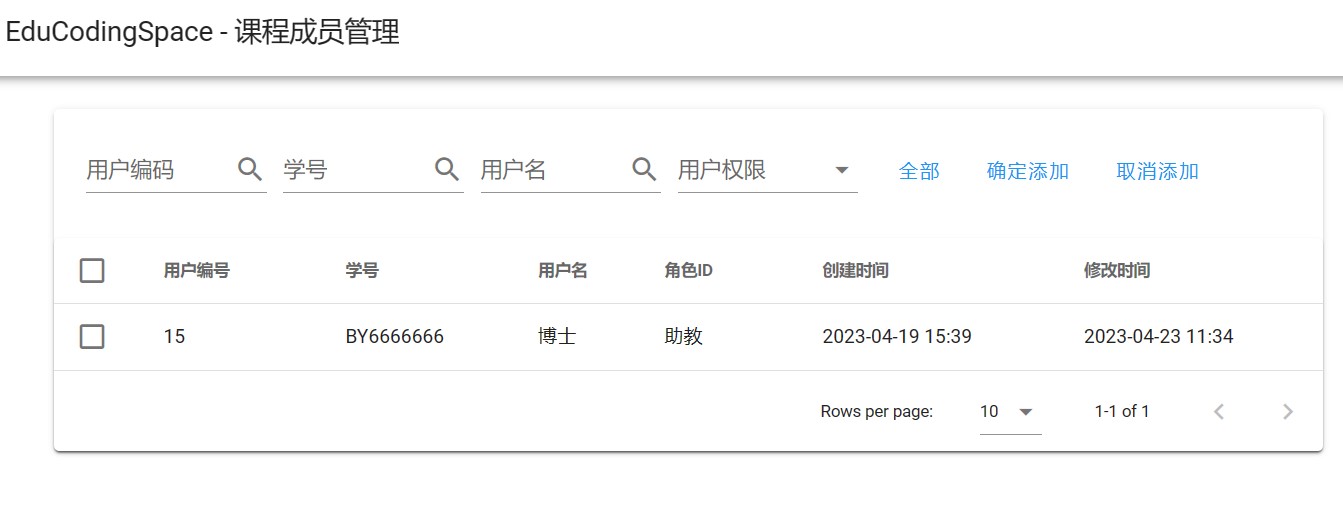 EduCodingSpace - 课程成员管理
用户编码 学号 用户名 用户权限 全部 确定添加 取消添加
用户编号 学号 用户名 角色ID 创建时间 修改时间
15 BY6666666 博士 助教 2023-04-19 15:39 2023-04-23 11:34
Rows per page: 10 1-1 of 1